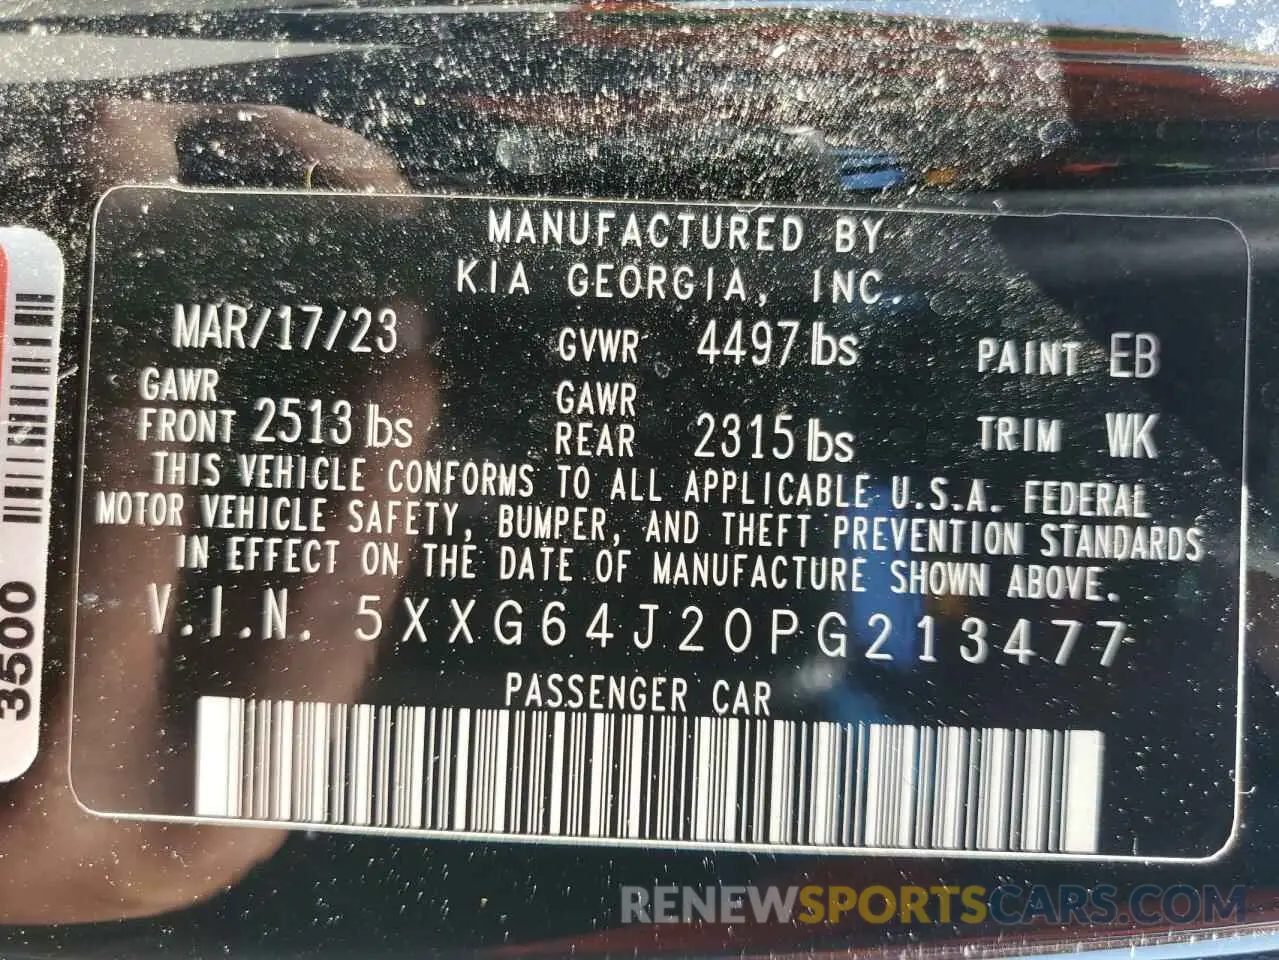 MANUFACTURED BY
KIA GEORGIA, INC.
MAR/17/23 GVWR 4497 lbs PAINT EB
GAWR FRONT 2513 lbs GAWR REAR 2315 lbs TRIM WK
THIS VEHICLE CONFORMS TO ALL APPLICABLE U.S.A. FEDERAL
MOTOR VEHICLE SAFETY, BUMPER, AND THEFT PREVENTION STANDARDS
IN EFFECT ON THE DATE OF MANUFACTURE SHOWN ABOVE.
V.I.N. 5XXG64J20PG213477
PASSENGER CAR
3500
RENEWSPORTSCARS.COM